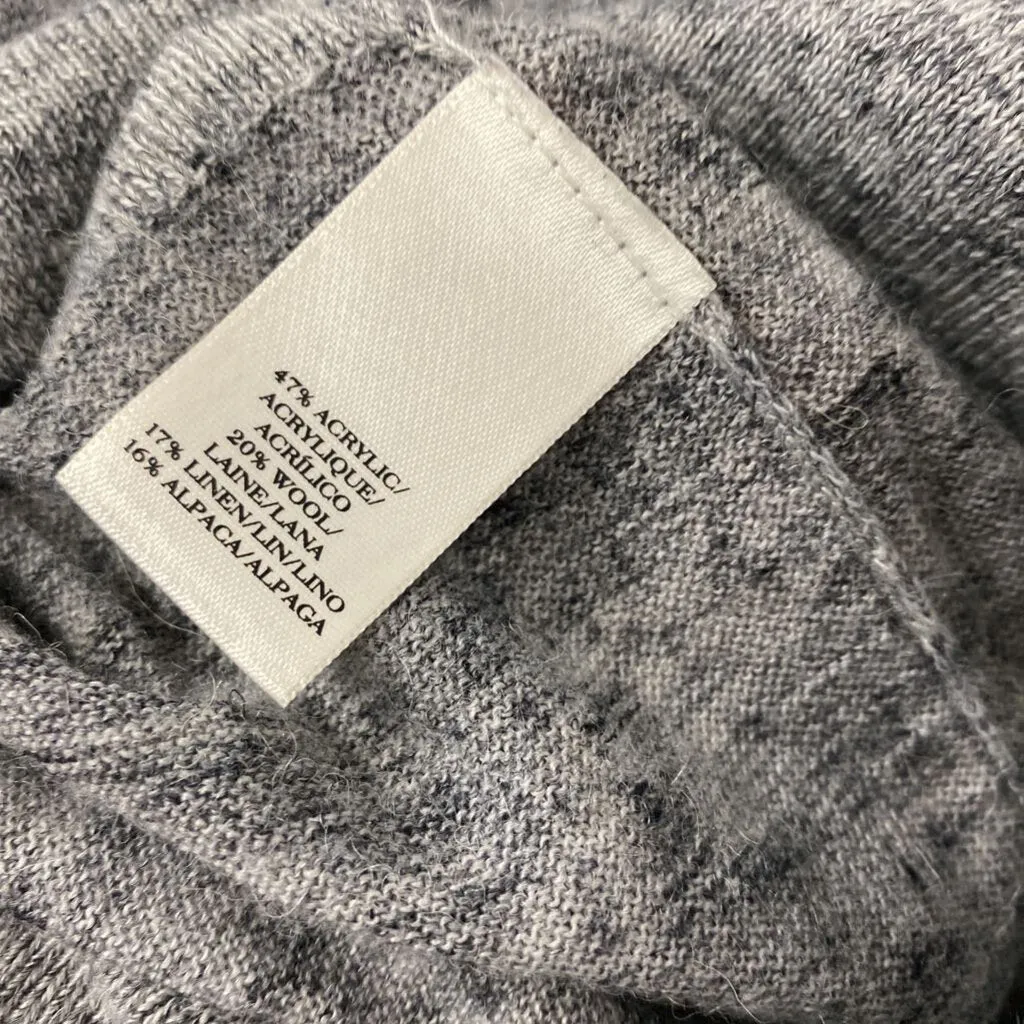 47% ACRYLIC/
ACRYLIQUE/
ACRÍLICO
20% WOOL/
LAINE/LANA
17% LINEN/LIN/LINO
16% ALPACA/ALPAGA